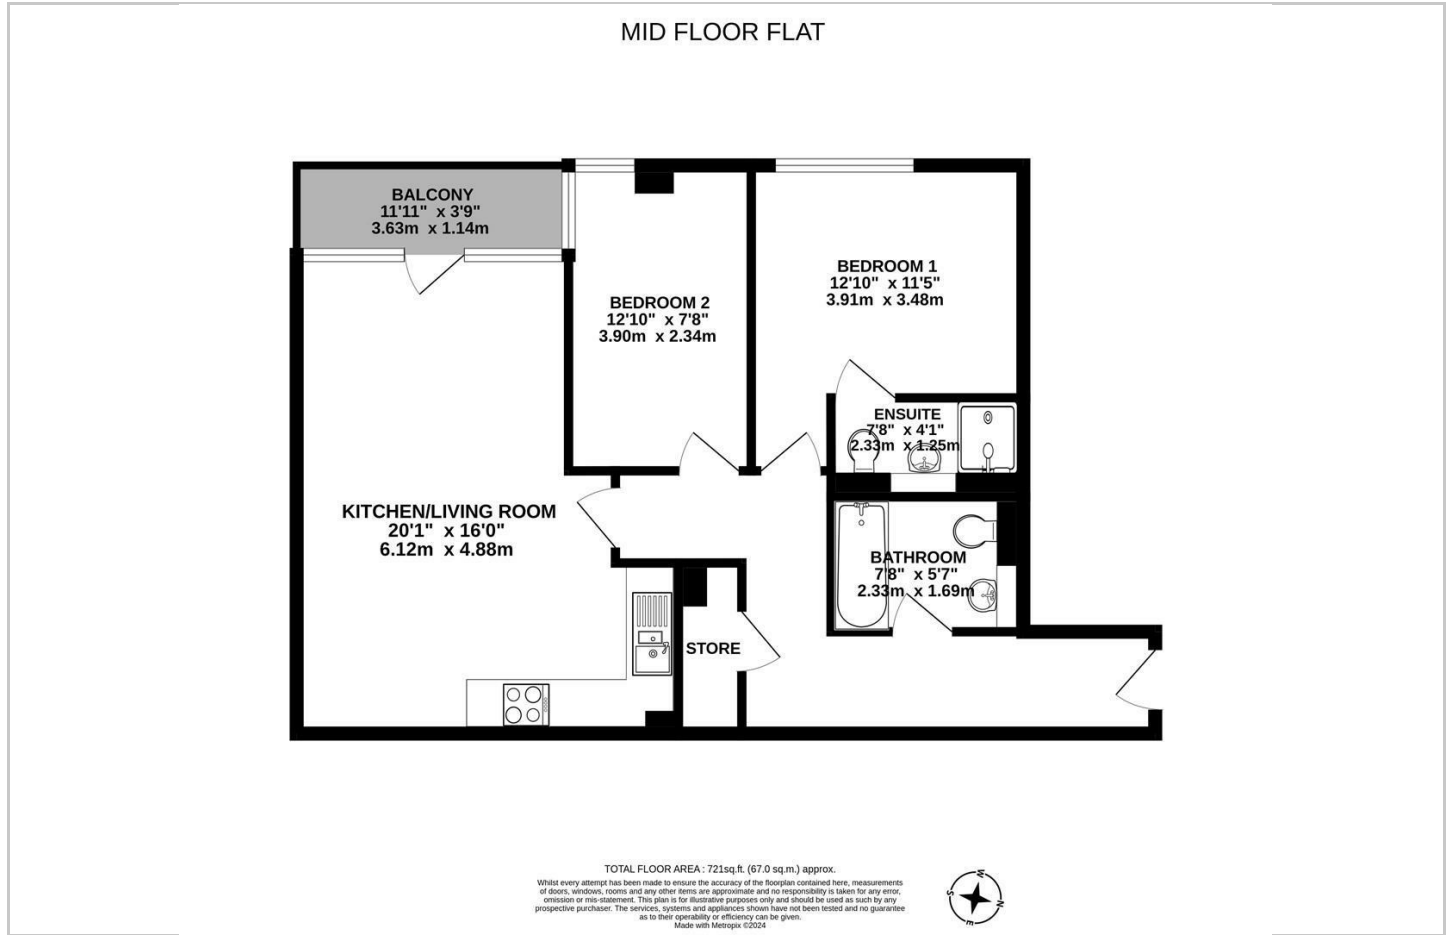 MID FLOOR FLAT
BALCONY
11'11" x 3'9"
3.63m x 1.14m
BEDROOM 1
12'10" x 11'5"
3.91m x 3.48m
BEDROOM 2
12'10" x 7'8"
3.90m x 2.34m
ENSUITE
7'8" x 4'1"
2.33m x 1.25m
KITCHEN/LIVING ROOM
20'1" x 16'0"
6.12m x 4.88m
BATHROOM
7'8" x 5'7"
2.33m x 1.69m
STORE
TOTAL FLOOR AREA : 721sq.ft. (67.0 sq.m.) approx.
Whilst every attempt has been made to ensure the accuracy of the floorplan contained here, measurements
of doors, windows, rooms and any other items are approximate and no responsibility is taken for any error,
omission or mis-statement. This plan is for illustrative purposes only and should be used as such by any
prospective purchaser. The services, systems and appliances shown have not been tested and no guarantee
as to their operability or efficiency can be given.
Made with Metropix ©2024
W
N
S
E